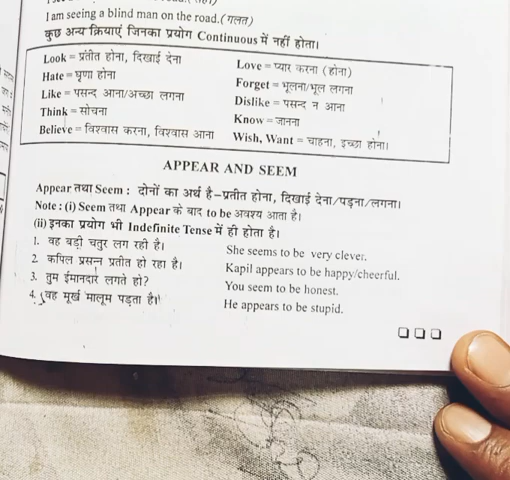 I am seeing a blind man on the road. (गलत)
कुछ अन्य क्रियाएं जिनका प्रयोग Continuous में नहीं होता।
Look = प्रतीत होना, दिखाई देना
Love = प्यार करना (होना)
Hate = घृणा होना
Forget = भूलना/भूल लगना
Like = पसन्द आना/अच्छा लगना
Dislike = पसन्द न आना
Think = सोचना
Know = जानना
Believe = विश्वास करना, विश्वास आना
Wish, Want = चाहना, इच्छा होना।
APPEAR AND SEEM
Appear तथा Seem : दोनों का अर्थ है–प्रतीत होना, दिखाई देना/पड़ना/लगना।
Note : (i) Seem तथा Appear के बाद to be अवश्य आता है।
(ii) इनका प्रयोग भी Indefinite Tense में ही होता है।
1. वह बड़ी चतुर लग रही है। She seems to be very clever.
2. कपिल प्रसन्न प्रतीत हो रहा है। Kapil appears to be happy/cheerful.
3. तुम ईमानदार लगते हो? You seem to be honest.
4. वह मूर्ख मालूम पड़ता है। He appears to be stupid.